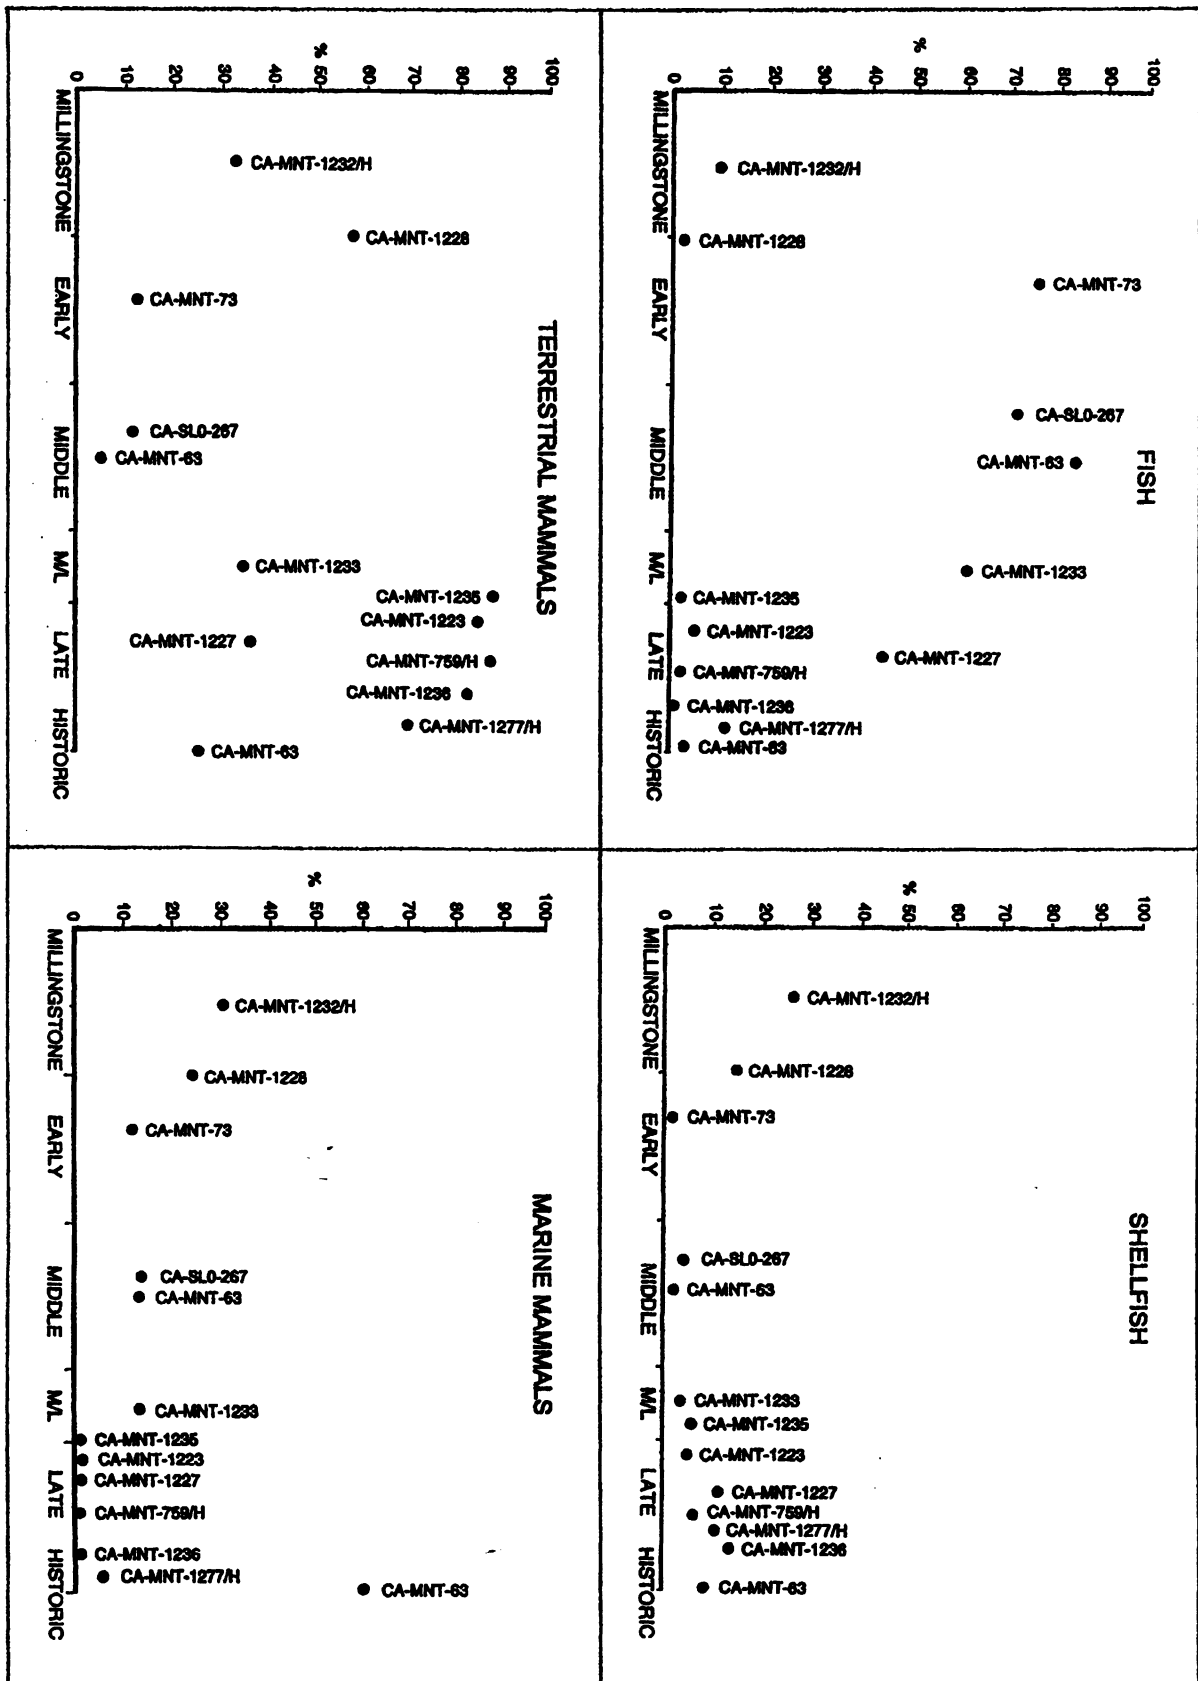 FISH
%
100
90
80
70
60
50
40
30
20
10
0
CA-MNT-1232/H
CA-MNT-1228
CA-MNT-73
CA-SL0-267
CA-MNT-63
CA-MNT-1233
CA-MNT-1235
CA-MNT-1223
CA-MNT-1227
CA-MNT-759/H
CA-MNT-1236
CA-MNT-1277/H
CA-MNT-63
MILLINGSTONE EARLY MIDDLE M/L LATE HISTORIC
SHELLFISH
%
100
90
80
70
60
50
40
30
20
10
0
CA-MNT-1232/H
CA-MNT-1228
CA-MNT-73
CA-SL0-267
CA-MNT-63
CA-MNT-1233
CA-MNT-1235
CA-MNT-1223
CA-MNT-1227
CA-MNT-759/H
CA-MNT-1277/H
CA-MNT-1236
CA-MNT-63
MILLINGSTONE EARLY MIDDLE M/L LATE HISTORIC
TERRESTRIAL MAMMALS
%
100
90
80
70
60
50
40
30
20
10
0
CA-MNT-1232/H
CA-MNT-1228
CA-MNT-73
CA-SL0-267
CA-MNT-63
CA-MNT-1233
CA-MNT-1235
CA-MNT-1223
CA-MNT-1227
CA-MNT-759/H
CA-MNT-1236
CA-MNT-1277/H
CA-MNT-63
MILLINGSTONE EARLY MIDDLE M/L LATE HISTORIC
MARINE MAMMALS
%
100
90
80
70
60
50
40
30
20
10
0
CA-MNT-1232/H
CA-MNT-1228
CA-MNT-73
CA-SL0-267
CA-MNT-63
CA-MNT-1233
CA-MNT-1235
CA-MNT-1223
CA-MNT-1227
CA-MNT-759/H
CA-MNT-1236
CA-MNT-1277/H
CA-MNT-63
MILLINGSTONE EARLY MIDDLE M/L LATE HISTORIC